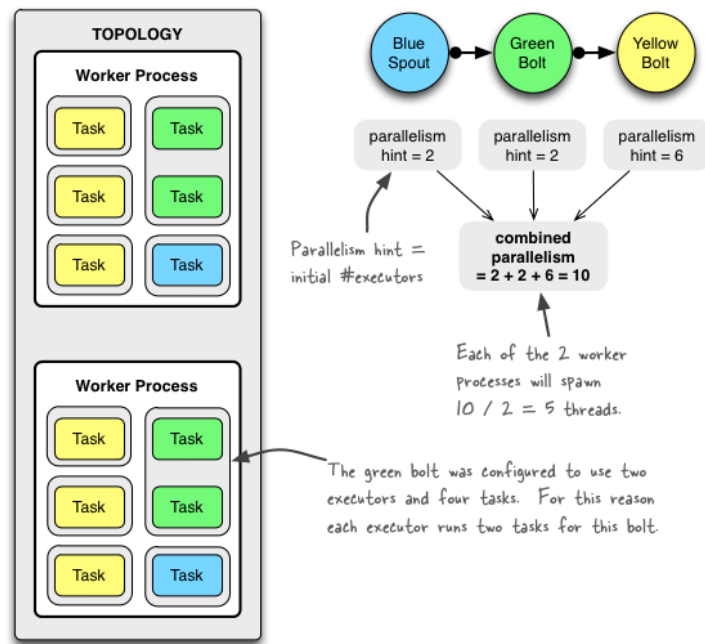 TOPOLOGY
Worker Process
Task
Task
Task
Task
Task
Task
Worker Process
Task
Task
Task
Task
Task
Task
Blue
Spout
Green
Bolt
Yellow
Bolt
parallelism
hint = 2
parallelism
hint = 2
parallelism
hint = 6
Parallelism hint =
initial #executors
combined
parallelism
= 2 + 2 + 6 = 10
Each of the 2 worker
processes will spawn
10 / 2 = 5 threads.
The green bolt was configured to use two
executors and four tasks. For this reason
each executor runs two tasks for this bolt.